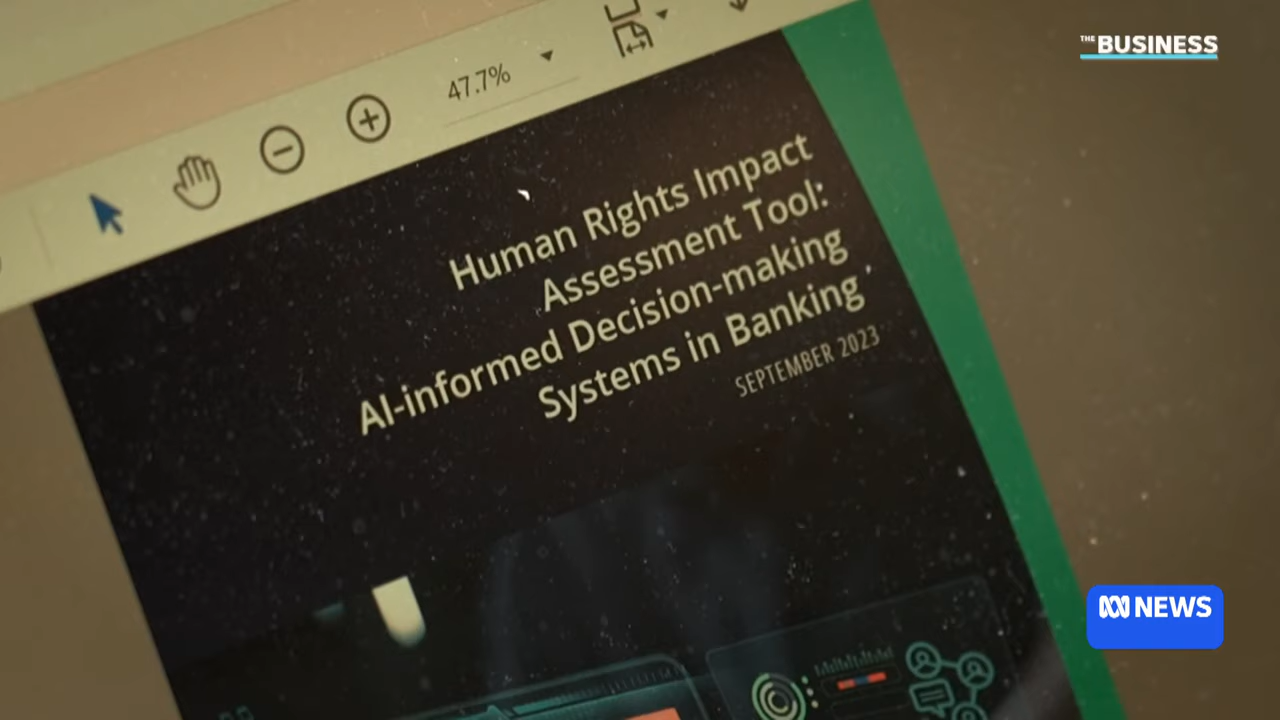 THE BUSINESS
47.7%
Human Rights Impact
Assessment Tool:
AI-informed Decision-making
Systems in Banking
SEPTEMBER 2023
NEWS